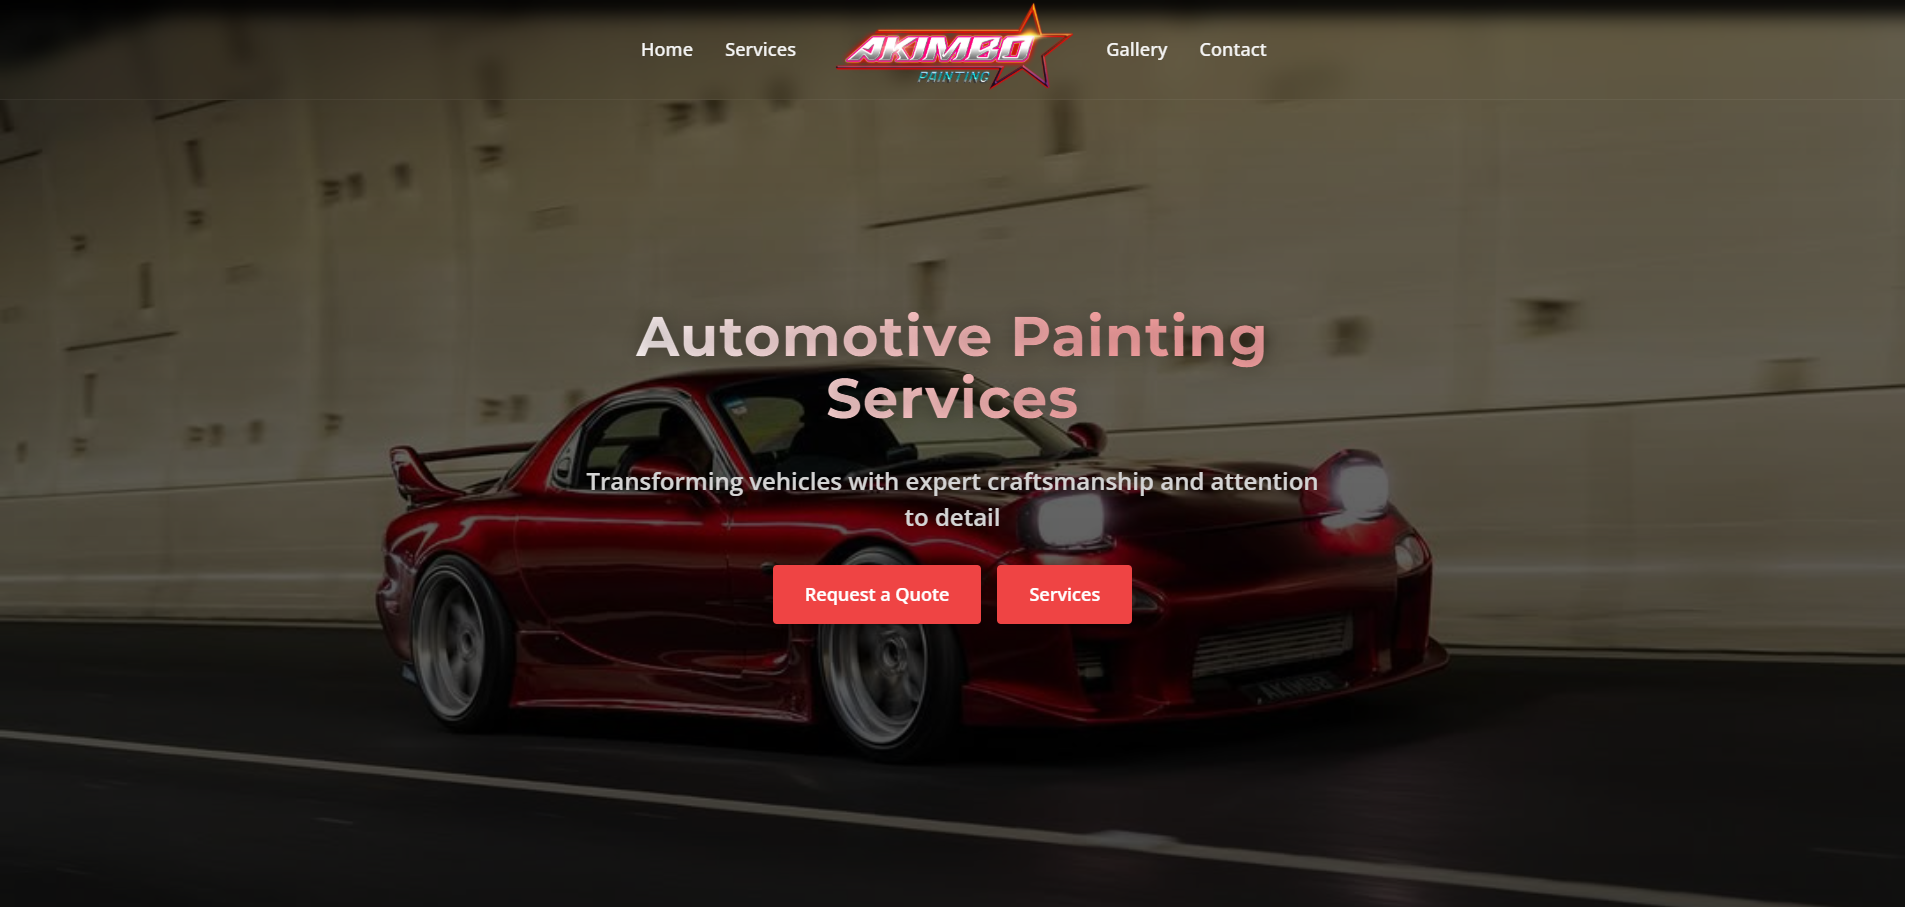 Home Services AKIMBO Gallery Contact
PAINTING
Automotive Painting
Services
Transforming vehicles with expert craftsmanship and attention
to detail
Request a Quote Services
AKIMBO